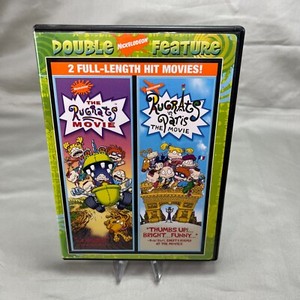 DOUBLE NICKELODEON FEATURE
2 FULL-LENGTH HIT MOVIES!
THE
RUGRATS
MOVIE
RUGRATS
IN
PARIS
THE MOVIE
"THUMBS UP...
BRIGHT...FUNNY..."